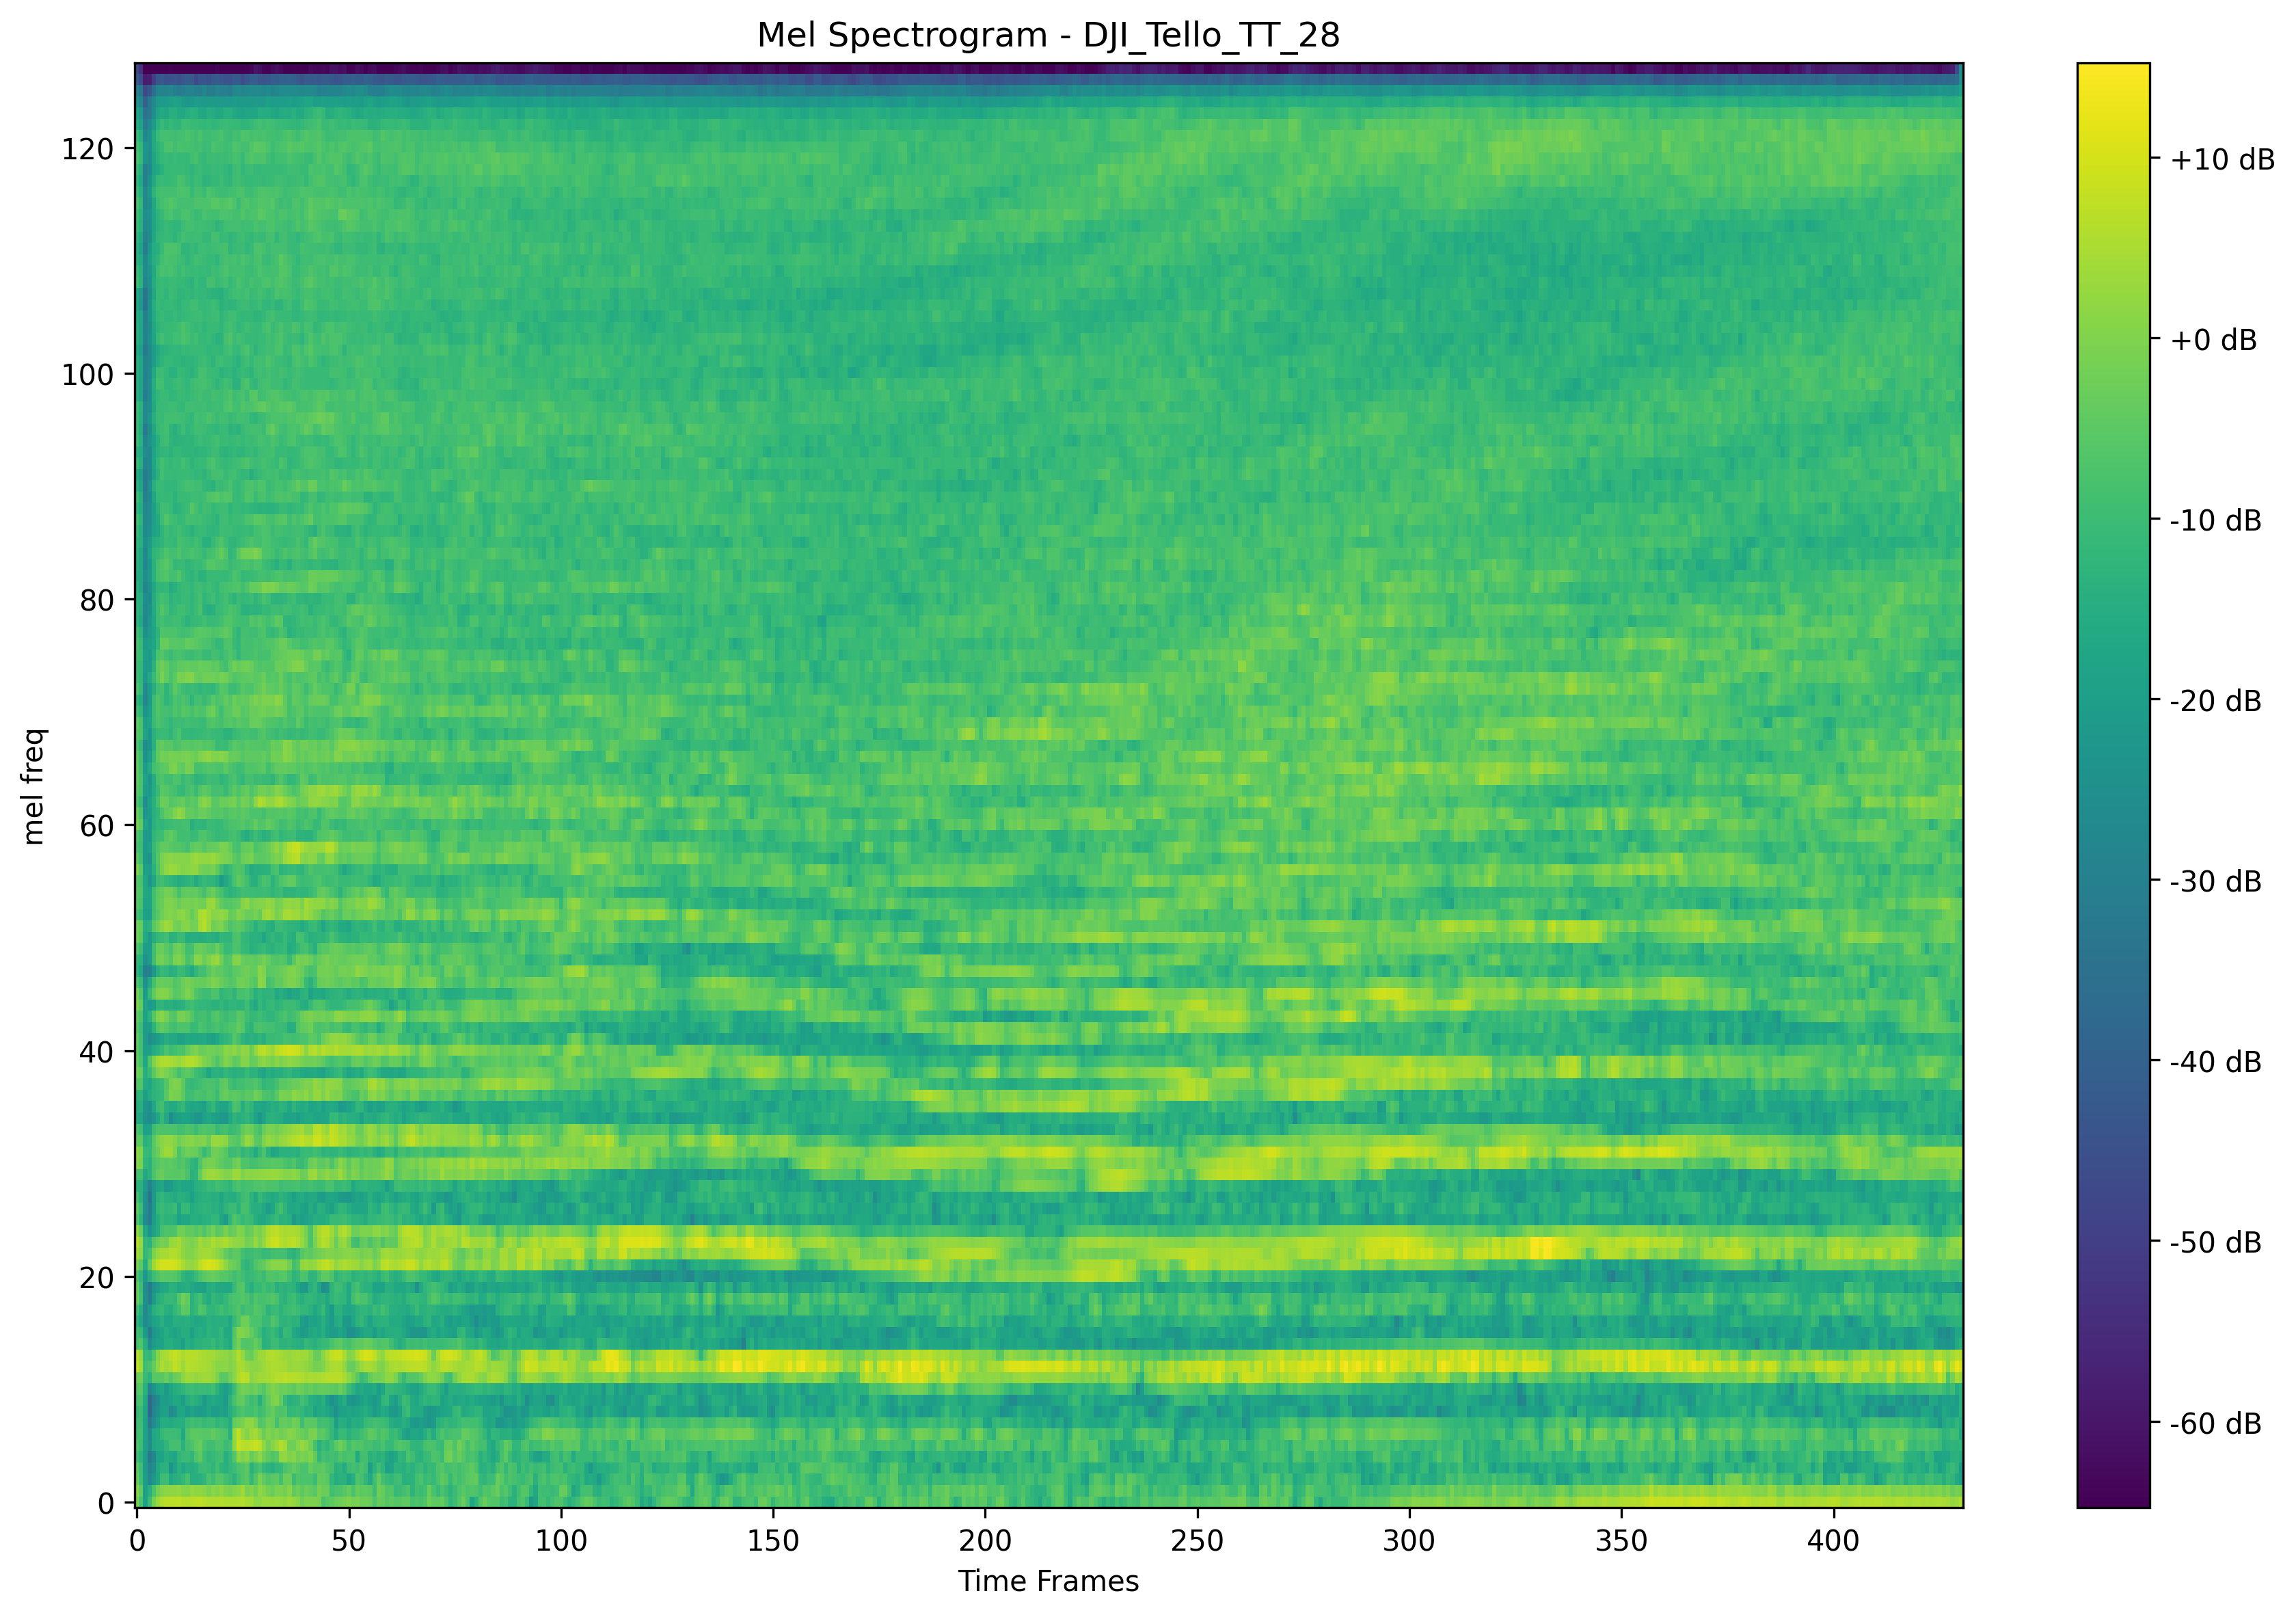 Mel Spectrogram - DJI_Tello_TT_28
mel freq
120
100
80
60
40
20
0
0 50 100 150 200 250 300 350 400
Time Frames
+10 dB
+0 dB
-10 dB
-20 dB
-30 dB
-40 dB
-50 dB
-60 dB